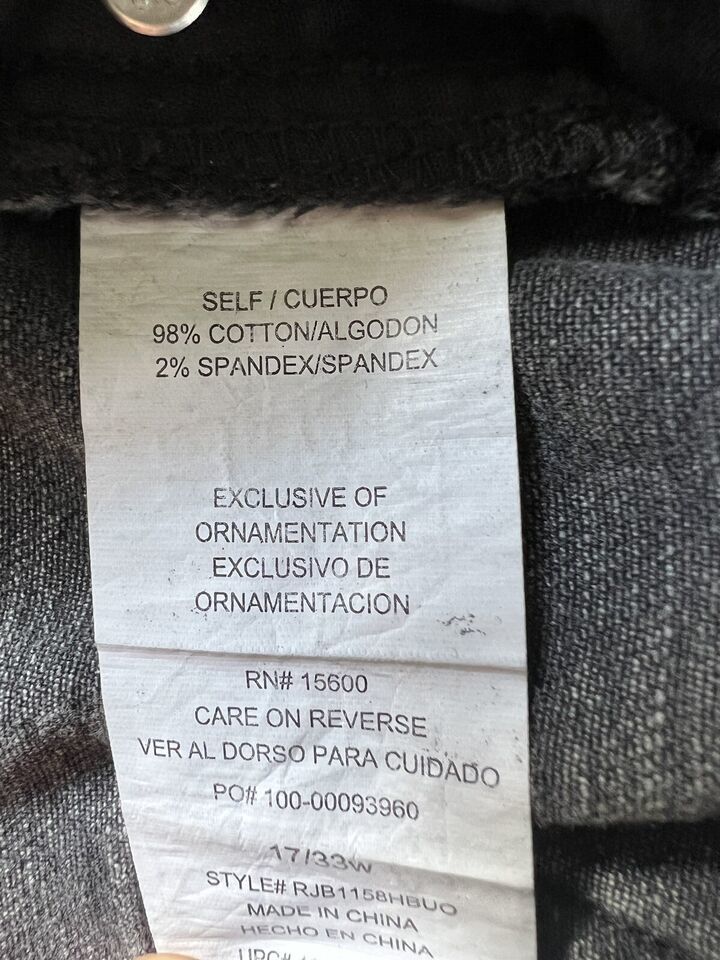 SELF / CUERPO
98% COTTON/ALGODON
2% SPANDEX/SPANDEX
EXCLUSIVE OF
ORNAMENTATION
EXCLUSIVO DE
ORNAMENTACION
RN# 15600
CARE ON REVERSE
VER AL DORSO PARA CUIDADO
PO# 100-00093960
17/33W
STYLE# RJB1158HBUO
MADE IN CHINA
HECHO EN CHINA